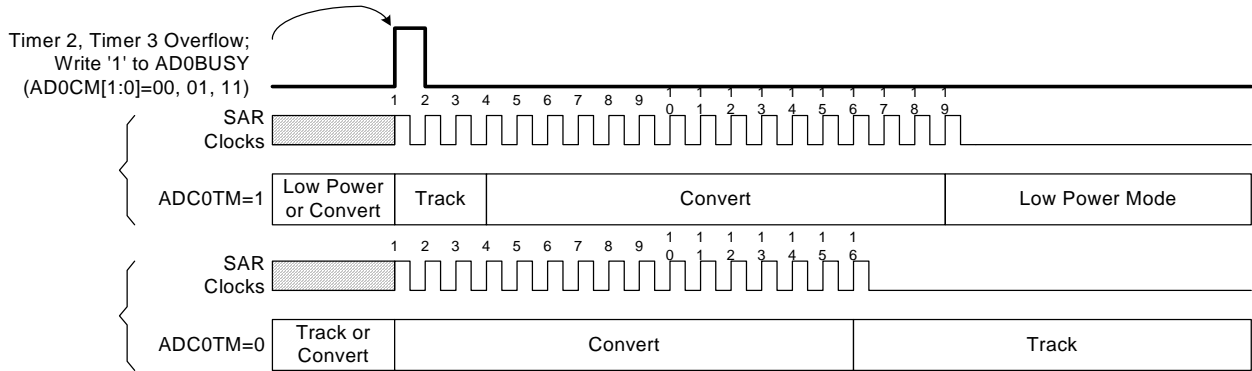 Timer 2, Timer 3 Overflow;
Write '1' to AD0BUSY
(AD0CM[1:0]=00, 01, 11)
1 2 3 4 5 6 7 8 9 10 11 12 13 14 15 16 17 18 19
SAR
Clocks
ADC0TM=1
Low Power
or Convert
Track
Convert
Low Power Mode
1 2 3 4 5 6 7 8 9 10 11 12 13 14 15 16
SAR
Clocks
ADC0TM=0
Track or
Convert
Convert
Track